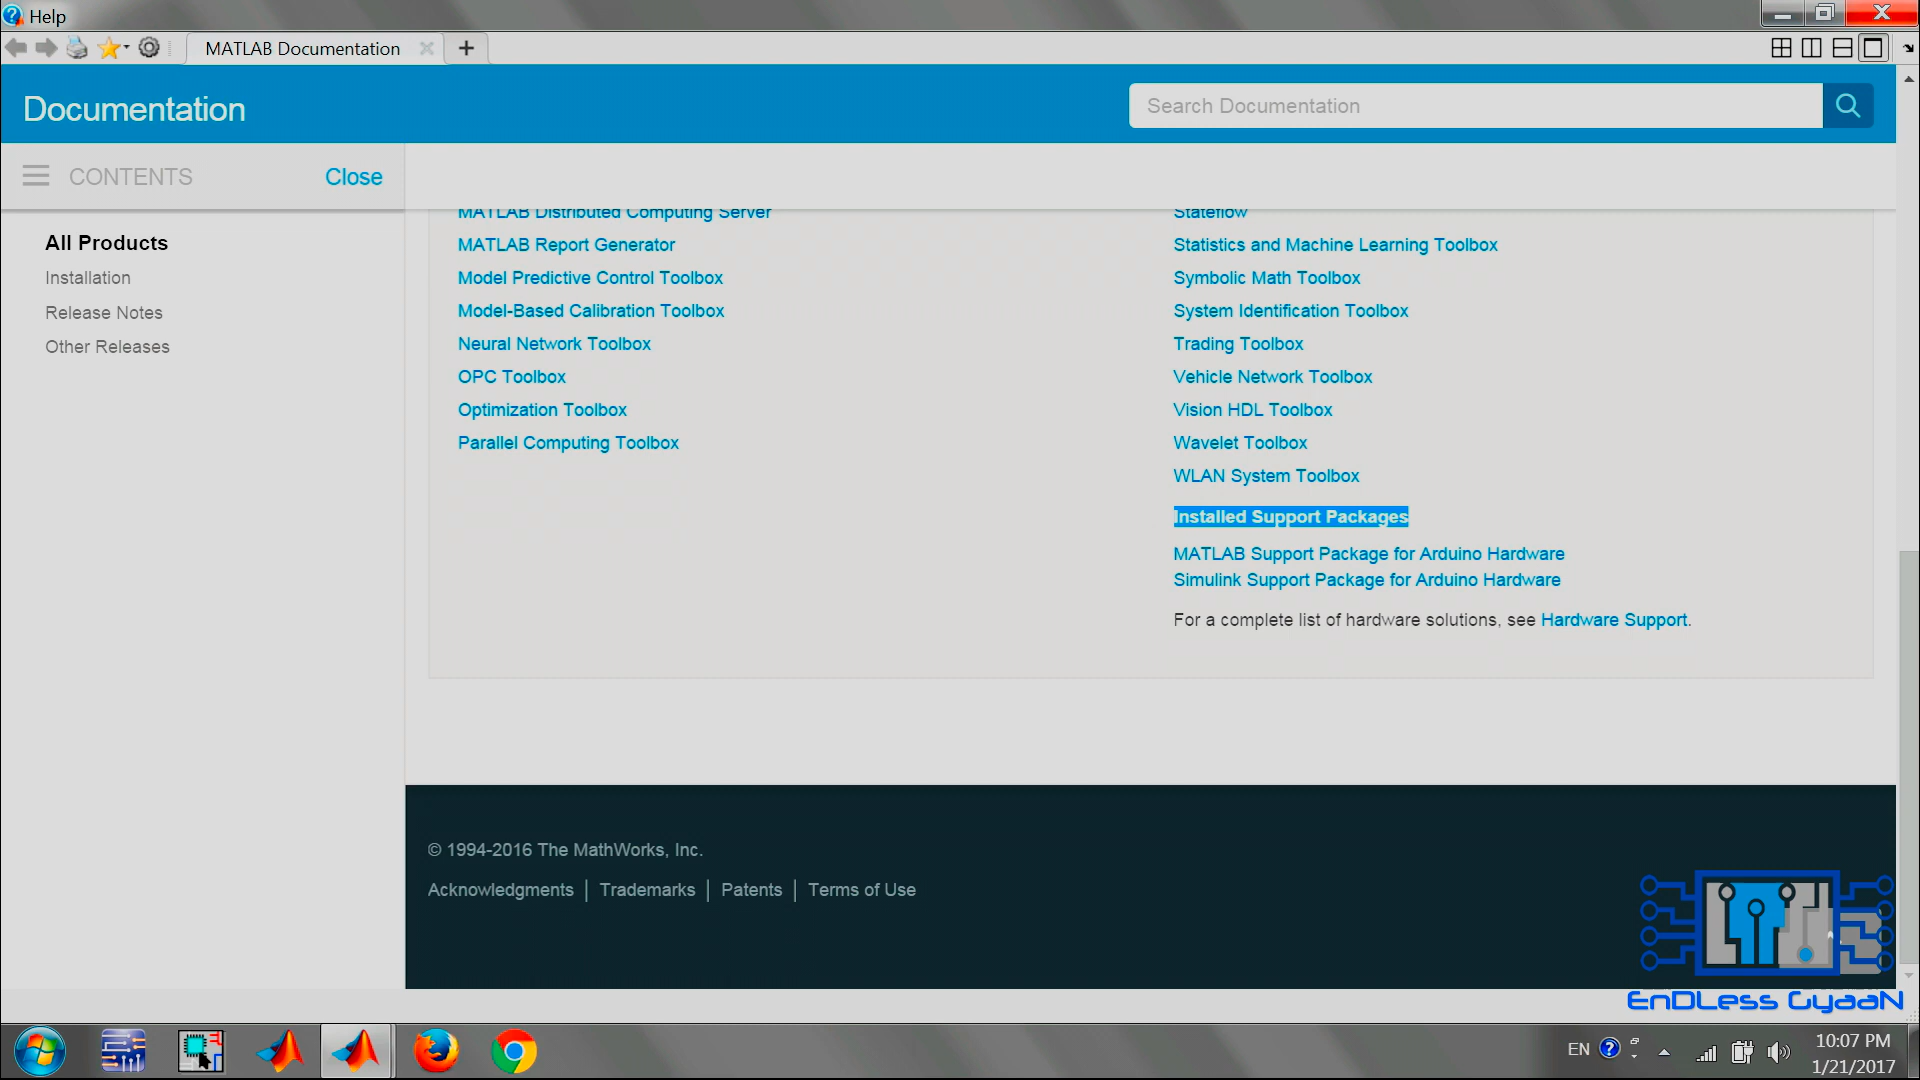 Help
MATLAB Documentation
Documentation
Search Documentation
CONTENTS
Close
All Products
Installation
Release Notes
Other Releases
MATLAB Distributed Computing Server
MATLAB Report Generator
Model Predictive Control Toolbox
Model-Based Calibration Toolbox
Neural Network Toolbox
OPC Toolbox
Optimization Toolbox
Parallel Computing Toolbox
Stateflow
Statistics and Machine Learning Toolbox
Symbolic Math Toolbox
System Identification Toolbox
Trading Toolbox
Vehicle Network Toolbox
Vision HDL Toolbox
Wavelet Toolbox
WLAN System Toolbox
Installed Support Packages
MATLAB Support Package for Arduino Hardware
Simulink Support Package for Arduino Hardware
For a complete list of hardware solutions, see Hardware Support.
© 1994-2016 The MathWorks, Inc.
Acknowledgments | Trademarks | Patents | Terms of Use
EnDLess GyaaN
EN
10:07 PM
1/21/2017